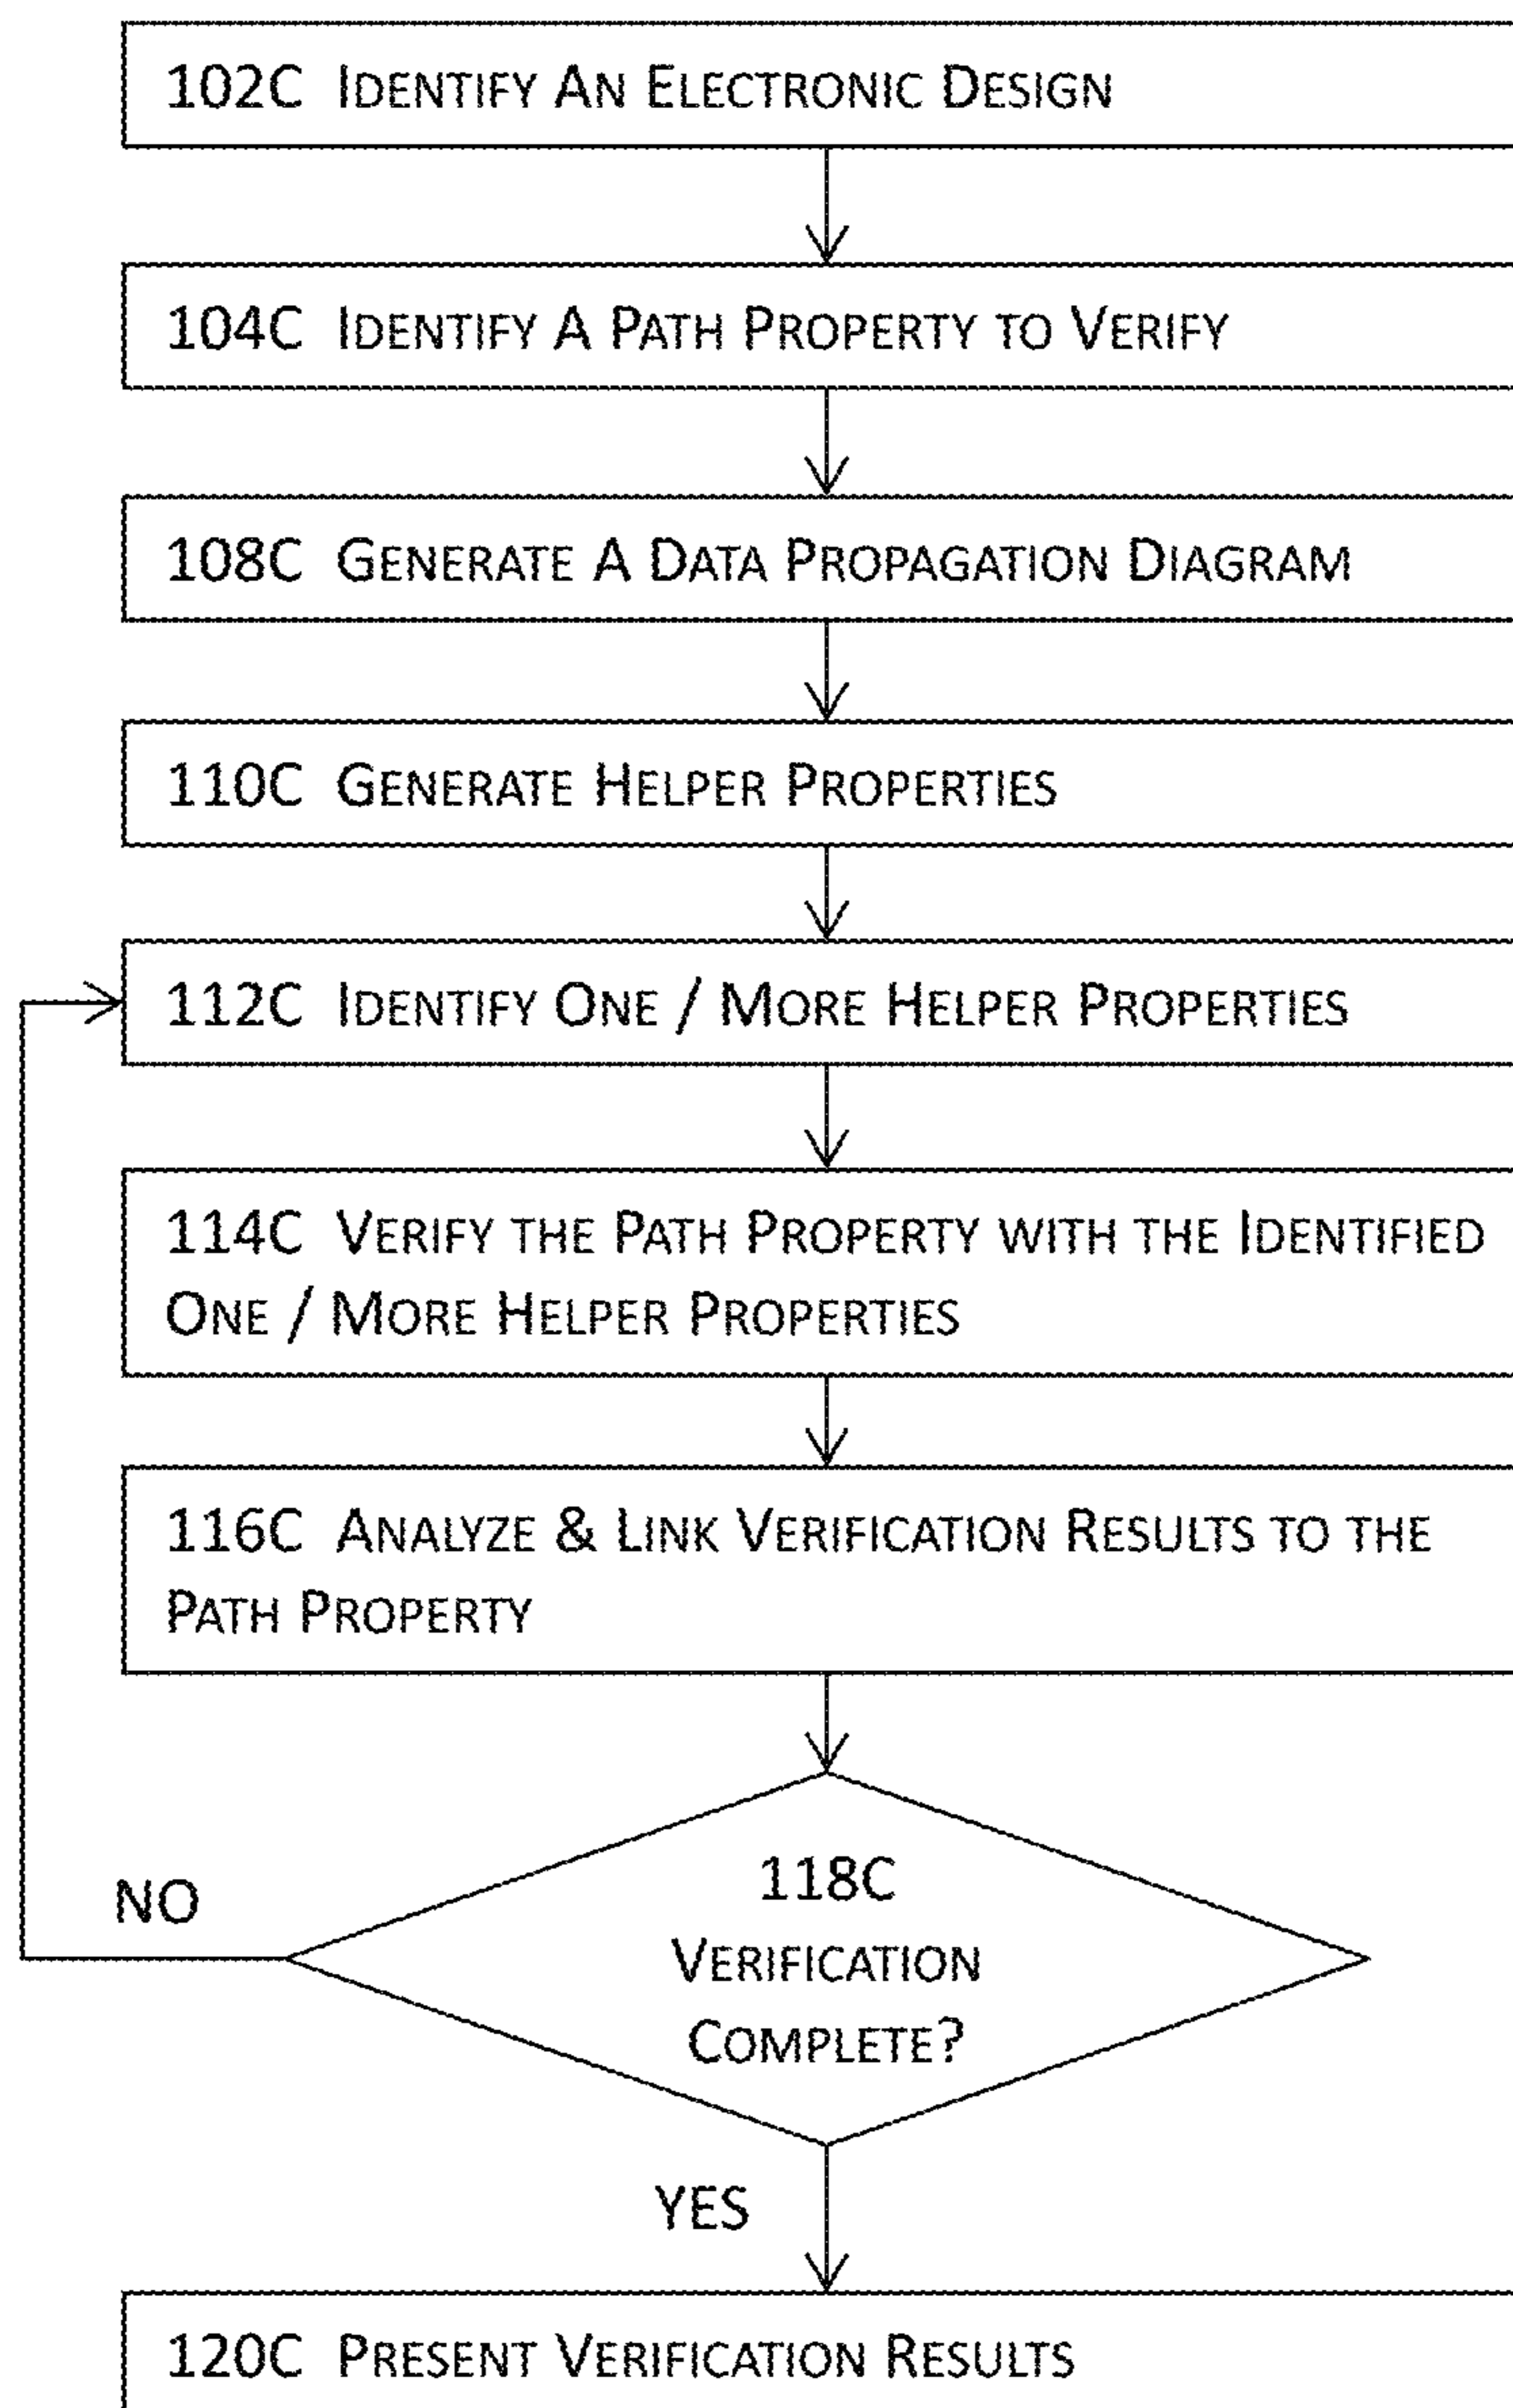 102C Identify An Electronic Design
104C Identify A Path Property to Verify
108C Generate A Data Propagation Diagram
110C Generate Helper Properties
112C Identify One / More Helper Properties
114C Verify the Path Property with the Identified
One / More Helper Properties
116C Analyze & Link Verification Results to the
Path Property
118C
Verification
Complete?
NO
YES
120C Present Verification Results